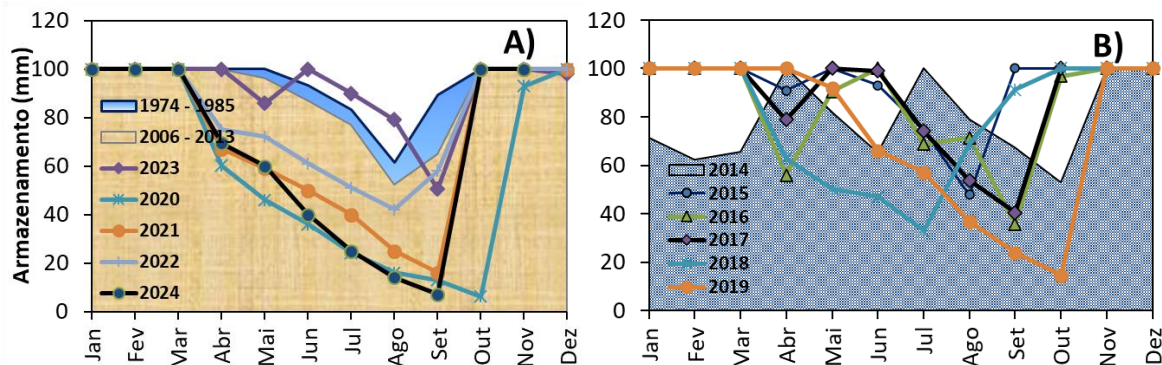 Armazenamento (mm)
120
100
80
60
40
20
0
A)
1974 - 1985
2006 - 2013
2023
2020
2021
2022
2024
Jan
Fev
Mar
Abr
Mai
Jun
Jul
Ago
Set
Out
Nov
Dez
120
100
80
60
40
20
0
B)
2014
2015
2016
2017
2018
2019
Jan
Fev
Mar
Abr
Mai
Jun
Jul
Ago
Set
Out
Nov
Dez